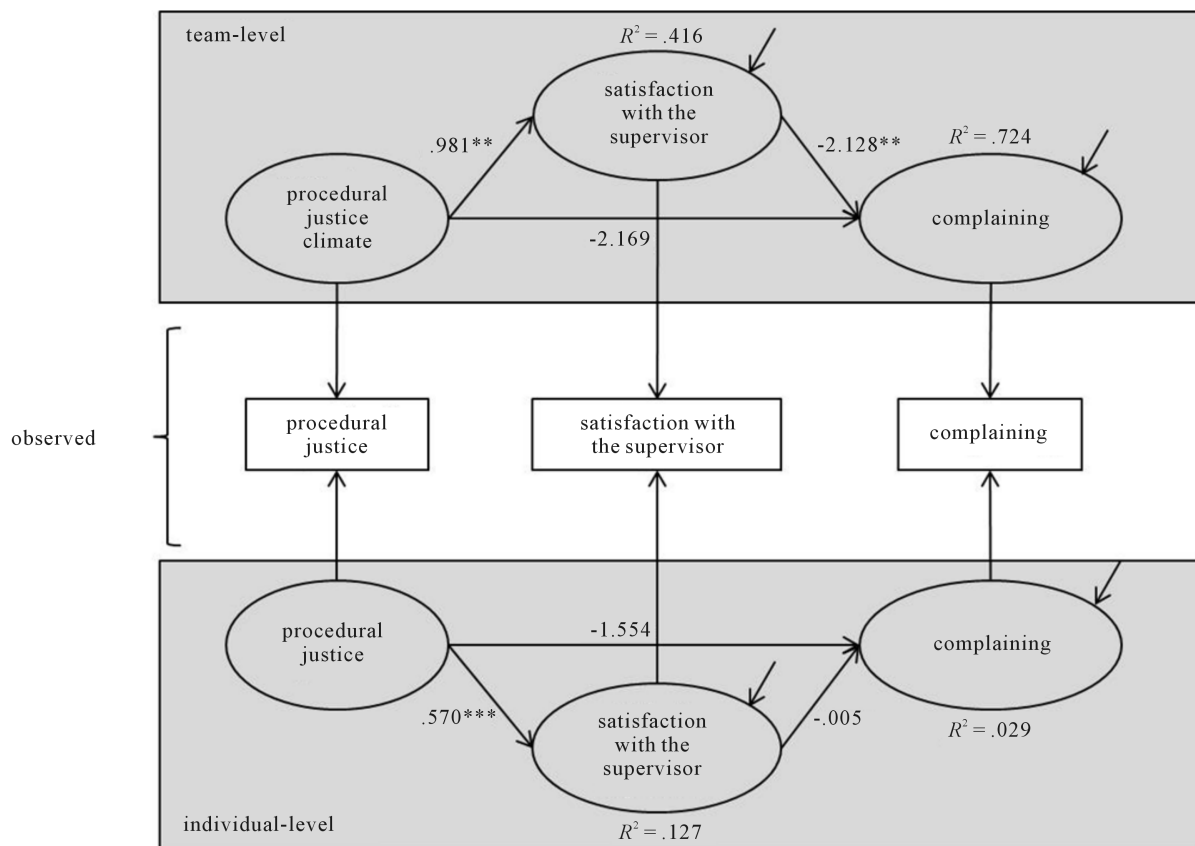 team-level
R² = .416
satisfaction
with the
supervisor
.981**
-2.128**
R² = .724
procedural
justice
climate
complaining
-2.169
observed
procedural
justice
satisfaction with
the supervisor
complaining
procedural
justice
-1.554
complaining
.570***
satisfaction
with the
supervisor
-.005
R² = .029
individual-level
R² = .127